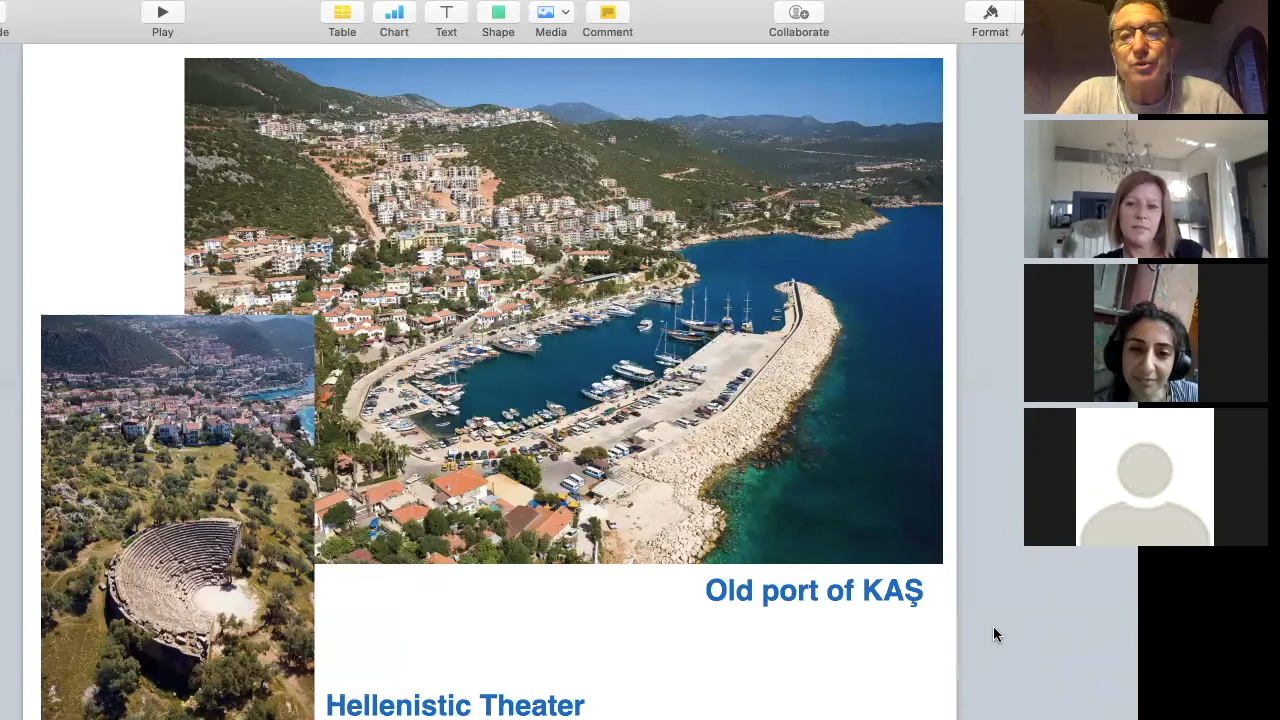 Play
Table
Chart
Text
Shape
Media
Comment
Collaborate
Format
Old port of KAŞ
Hellenistic Theater